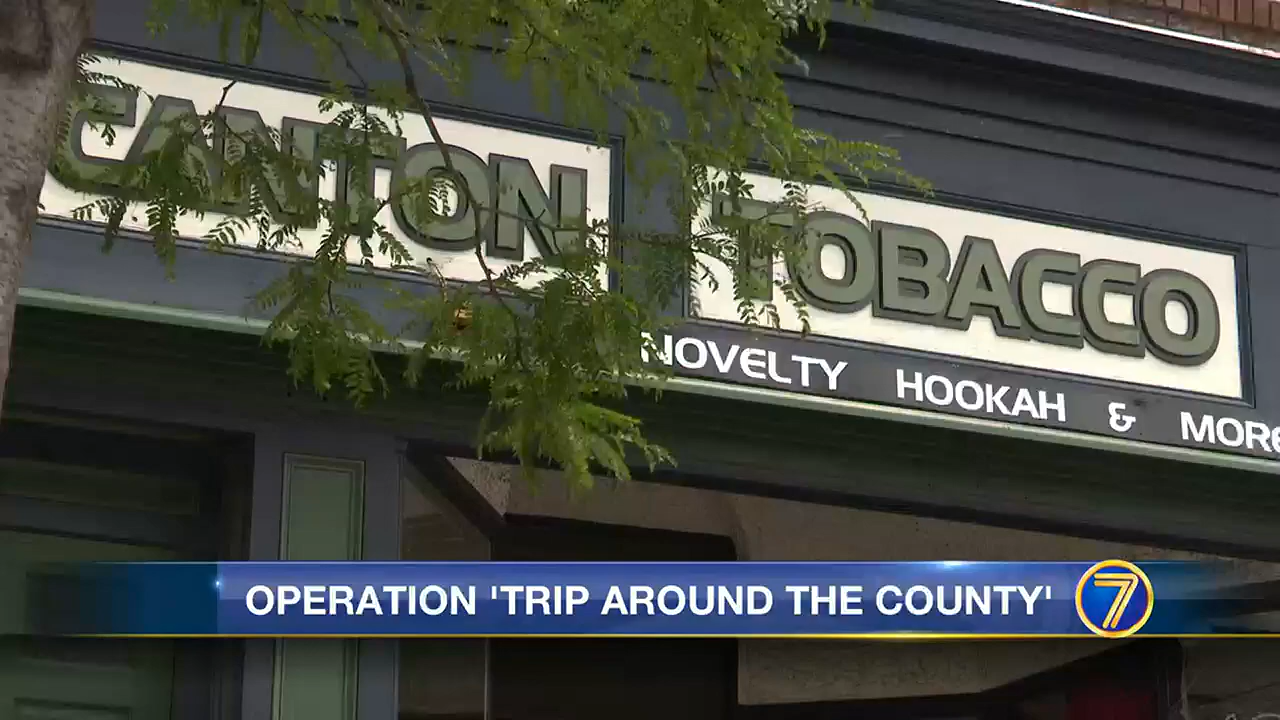 CANTON TOBACCO
NOVELTY HOOKAH & MORE
OPERATION 'TRIP AROUND THE COUNTY' 7